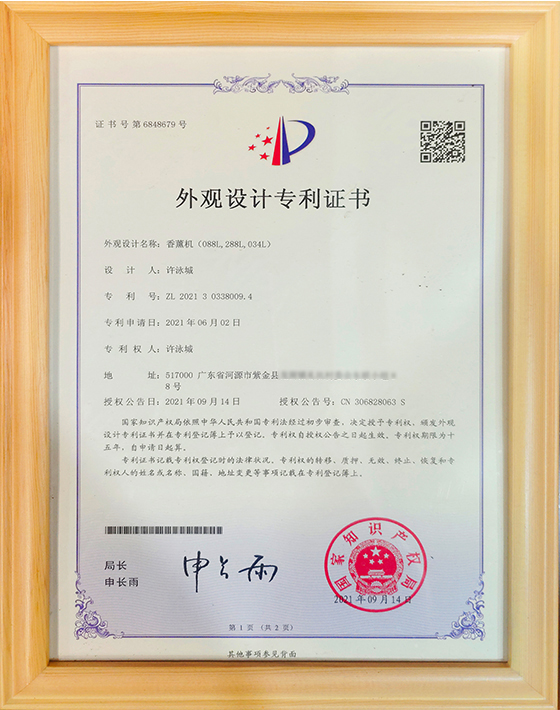 证书号第6848679号
外观设计专利证书
外观设计名称：香薰机（088L,288L,034L）
设 计 人：许泳城
专 利 号：ZL 2021 3 0338009.4
专利申请日：2021年06月02日
专 利 权 人：许泳城
地 址：517000 广东省河源市紫金县
8号
授权公告日：2021年09月14日 授权公告号：CN 306828063 S
国家知识产权局依照中华人民共和国专利法经过初步审查，决定授予专利权，颁发外观
设计专利证书并在专利登记簿上予以登记。专利权自授权公告之日起生效。专利权期限为十
五年，自申请日起算。
专利证书记载专利权登记时的法律状况。专利权的转移、质押、无效、终止、恢复和专
利权人的姓名或名称、国籍、地址变更等事项记载在专利登记簿上。
局长
申长雨
申长雨
国家知识产权局
2021年09月14日
第 1 页 （共 2 页）
其他事项参见背面